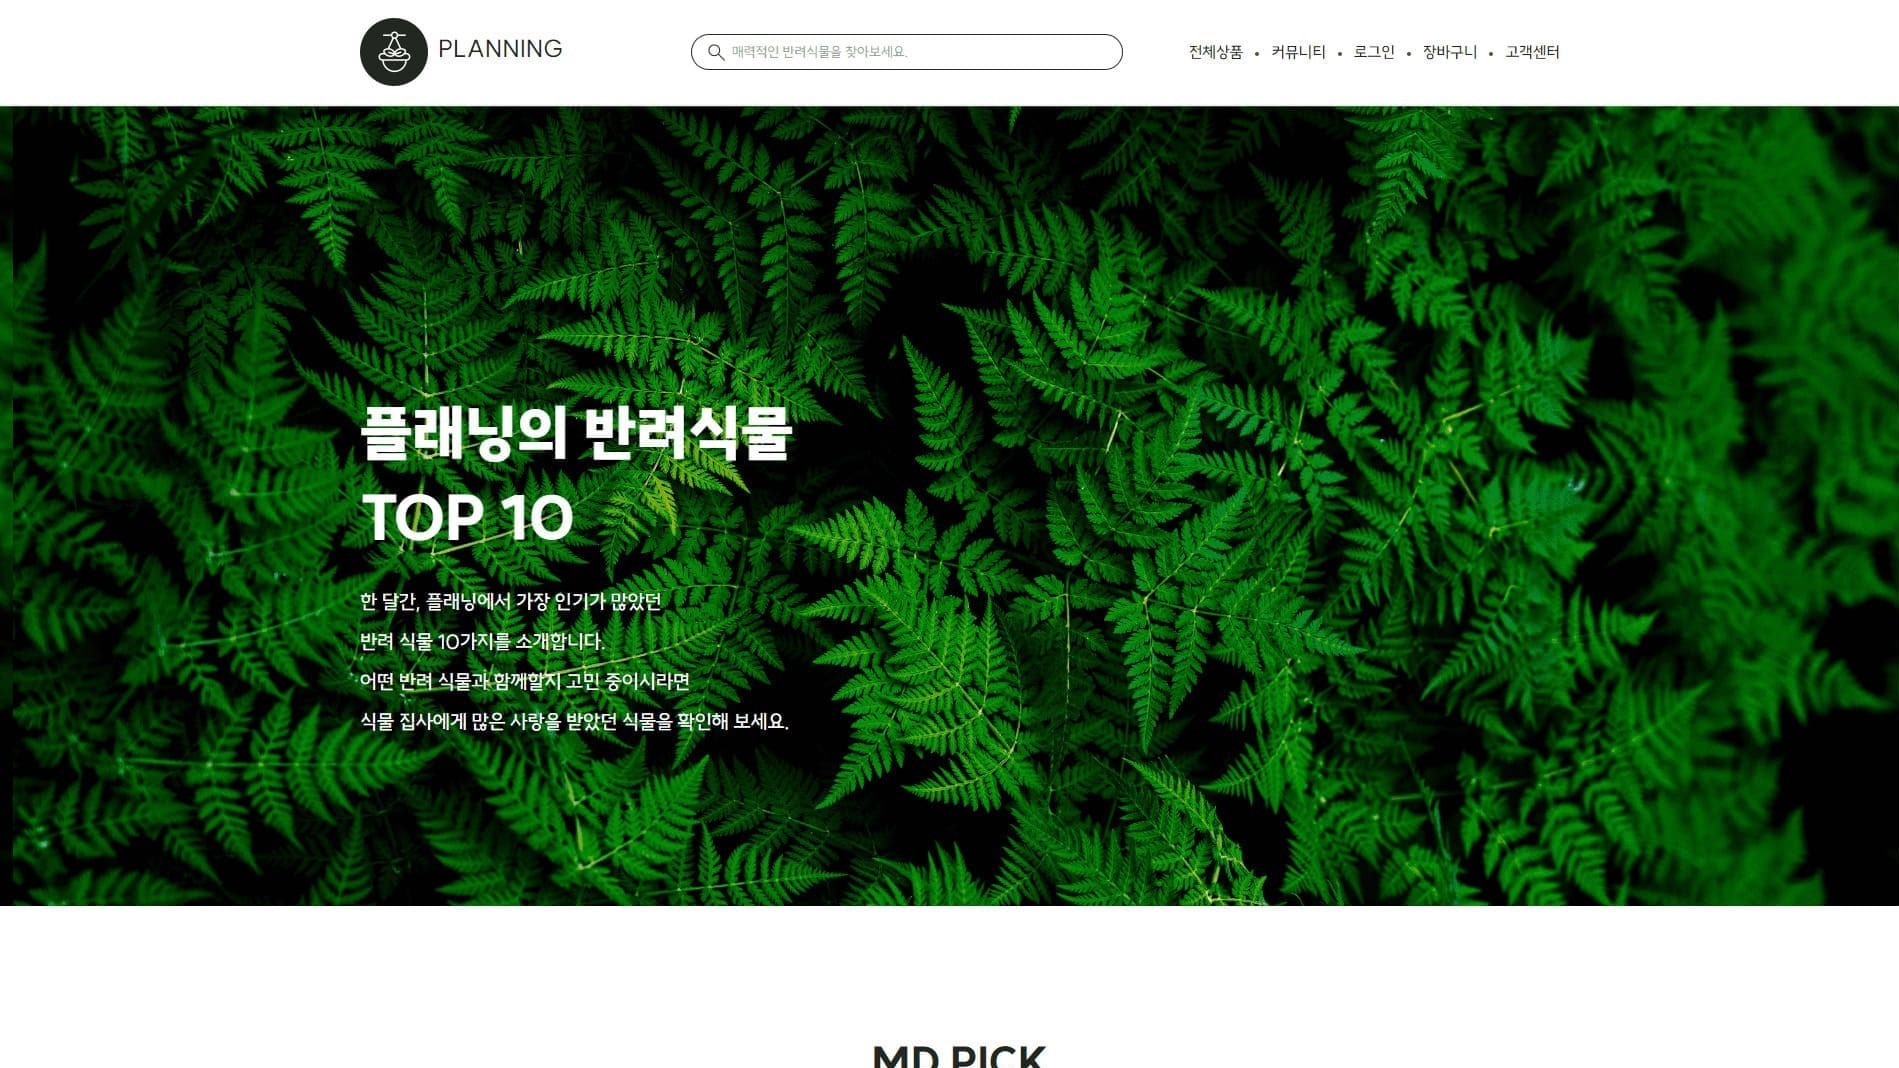 PLANNING
매력적인 반려식물을 찾아보세요.
전체상품 • 커뮤니티 • 로그인 • 장바구니 • 고객센터
플래닝의 반려식물
TOP 10
한 달간, 플래닝에서 가장 인기가 많았던
반려 식물 10가지를 소개합니다.
어떤 반려 식물과 함께할지 고민 중이시라면
식물 집사에게 많은 사랑을 받았던 식물을 확인해 보세요.
MD PICK